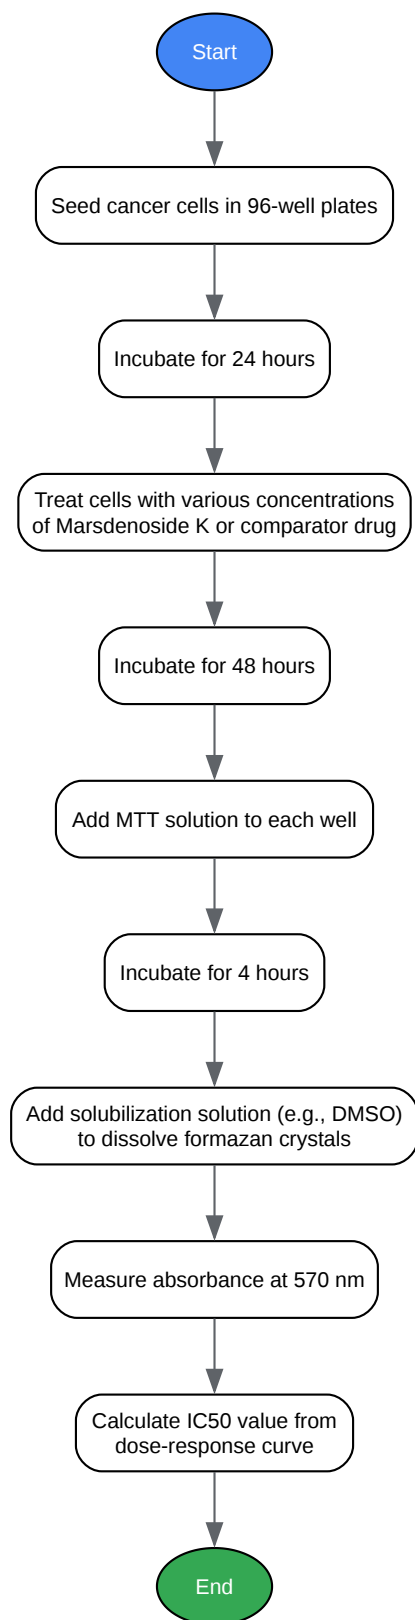 Start
Seed cancer cells in 96-well plates
Incubate for 24 hours
Treat cells with various concentrations
of Marsdenoside K or comparator drug
Incubate for 48 hours
Add MTT solution to each well
Incubate for 4 hours
Add solubilization solution (e.g., DMSO)
to dissolve formazan crystals
Measure absorbance at 570 nm
Calculate IC50 value from
dose-response curve
End